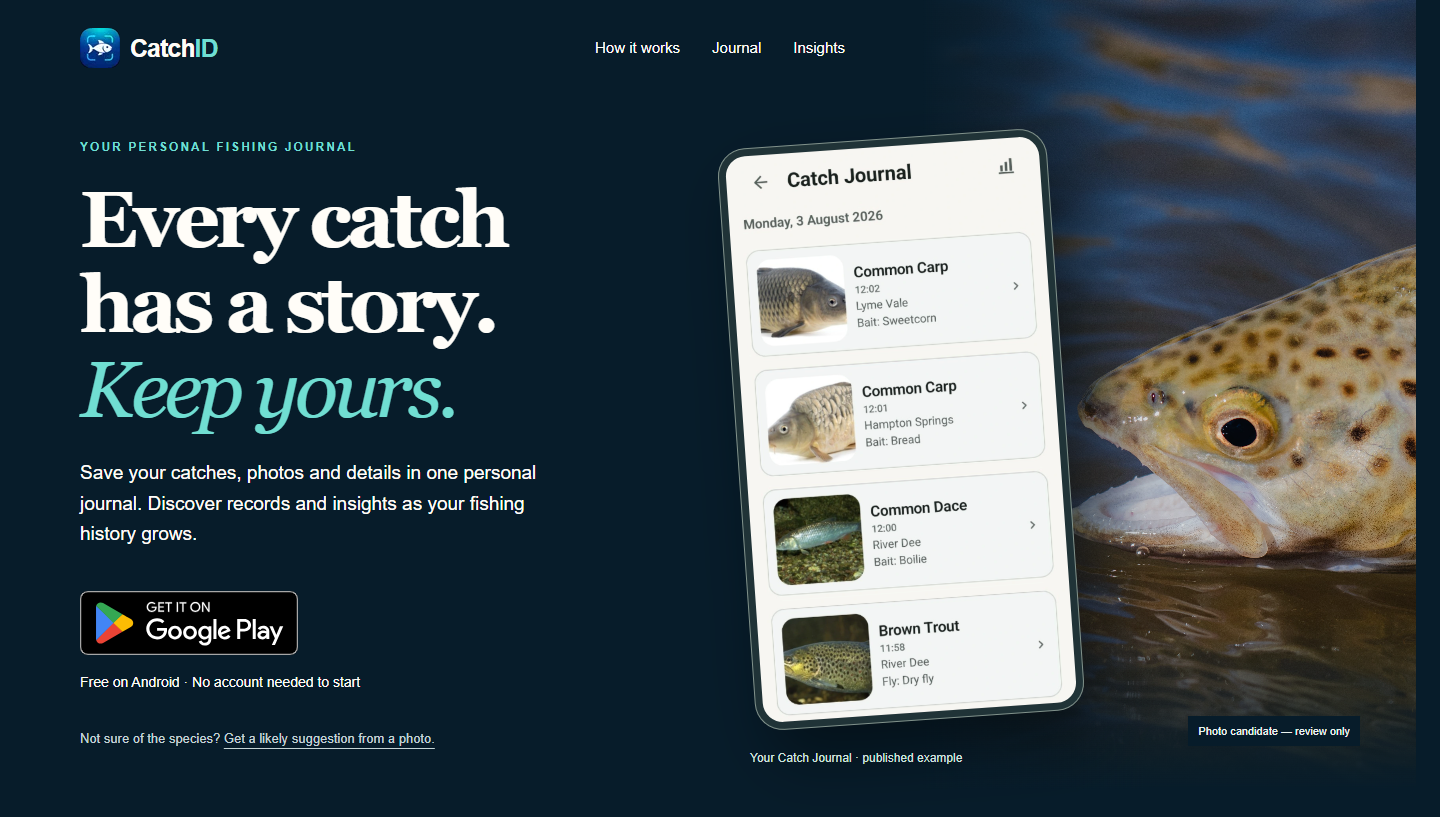 CatchID
How it works
Journal
Insights
YOUR PERSONAL FISHING JOURNAL
Every catch
has a story.
Keep yours.
Save your catches, photos and details in one personal
journal. Discover records and insights as your fishing
history grows.
GET IT ON
Google Play
Free on Android · No account needed to start
Not sure of the species? Get a likely suggestion from a photo.
Catch Journal
Monday, 3 August 2026
Common Carp
12:02
Lyme Vale
Bait: Sweetcorn
Common Carp
12:01
Hampton Springs
Bait: Bread
Common Dace
12:00
River Dee
Bait: Boilie
Brown Trout
11:58
River Dee
Fly: Dry fly
Your Catch Journal · published example
Photo candidate — review only